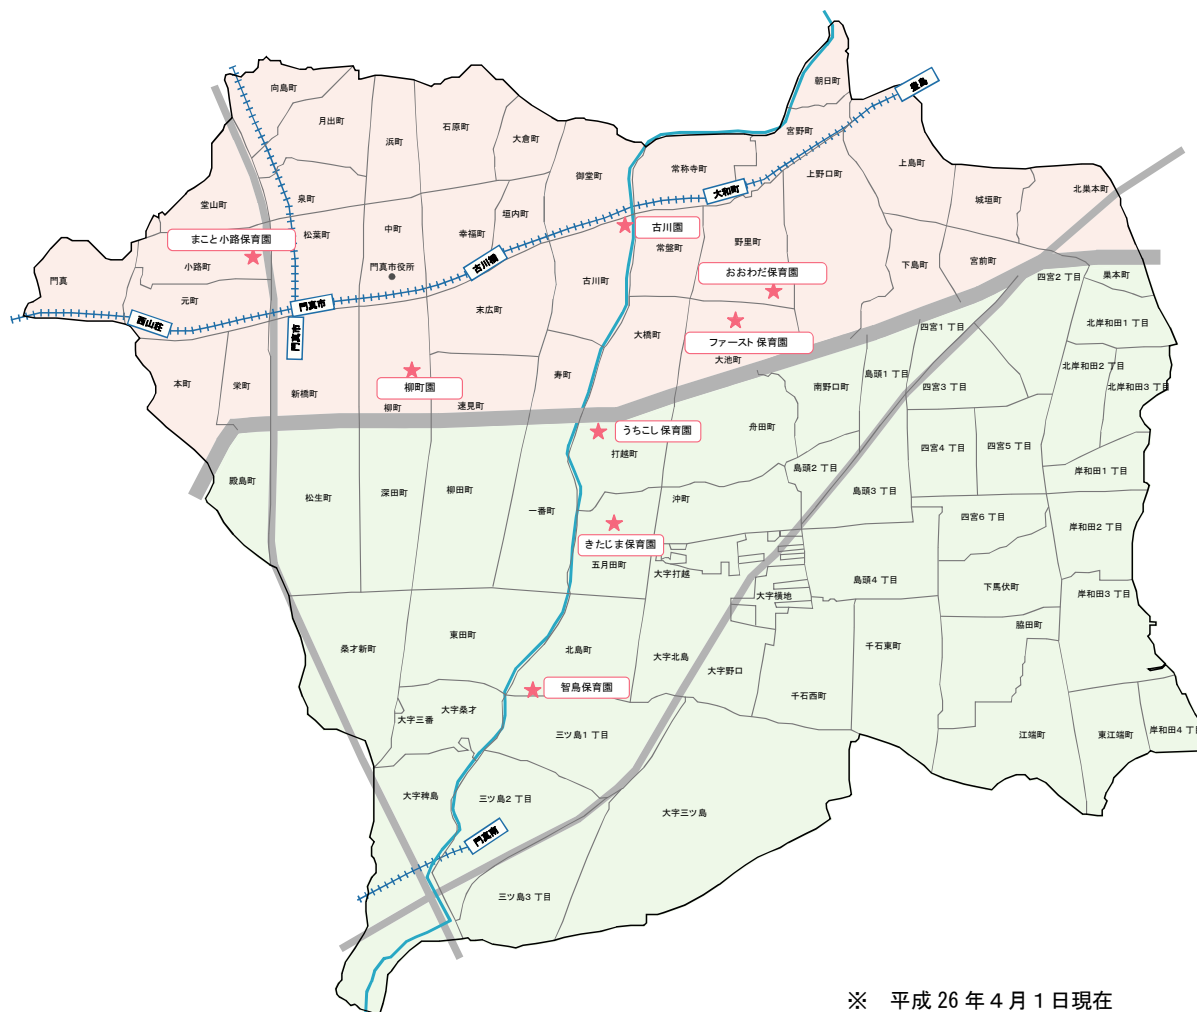 朝日町
向島町
萱島
月出町
石原町
宮野町
大倉町
浜町
上島町
常称寺町
上野口町
御堂町
北巣本町
大和町
泉町
城垣町
堂山町
垣内町
古川園
中町
幸福町
松葉町
まこと小路保育園
常盤町
野里町
古川橋
宮前町
小路町
門真市役所
おおわだ保育園
下島町
四宮２丁目
巣本町
門真
古川町
元町
門真市
末広町
西山荘
北岸和田１丁目
四宮１丁目
門真市
大橋町
ファースト保育園
大池町
北岸和田２丁目
島頭１丁目
寿町
本町
栄町
柳町園
南野口町
四宮３丁目
北岸和田３丁目
新橋町
柳町
速見町
舟田町
うちこし保育園
打越町
四宮４丁目
四宮５丁目
島頭２丁目
岸和田１丁目
殿島町
松生町
深田町
柳田町
島頭３丁目
沖町
一番町
四宮６丁目
岸和田２丁目
きたじま保育園
五月田町
大字打越
島頭４丁目
下馬伏町
大字横地
岸和田３丁目
脇田町
東田町
千石東町
桑才新町
北島町
大字北島
大字野口
智鳥保育園
千石西町
大字桑才
大字三番
三ツ島１丁目
江端町
東江端町
岸和田４丁目
大字稗島
三ツ島２丁目
大字三ツ島
門真南
三ツ島３丁目
※　平成 26 年４月１日現在